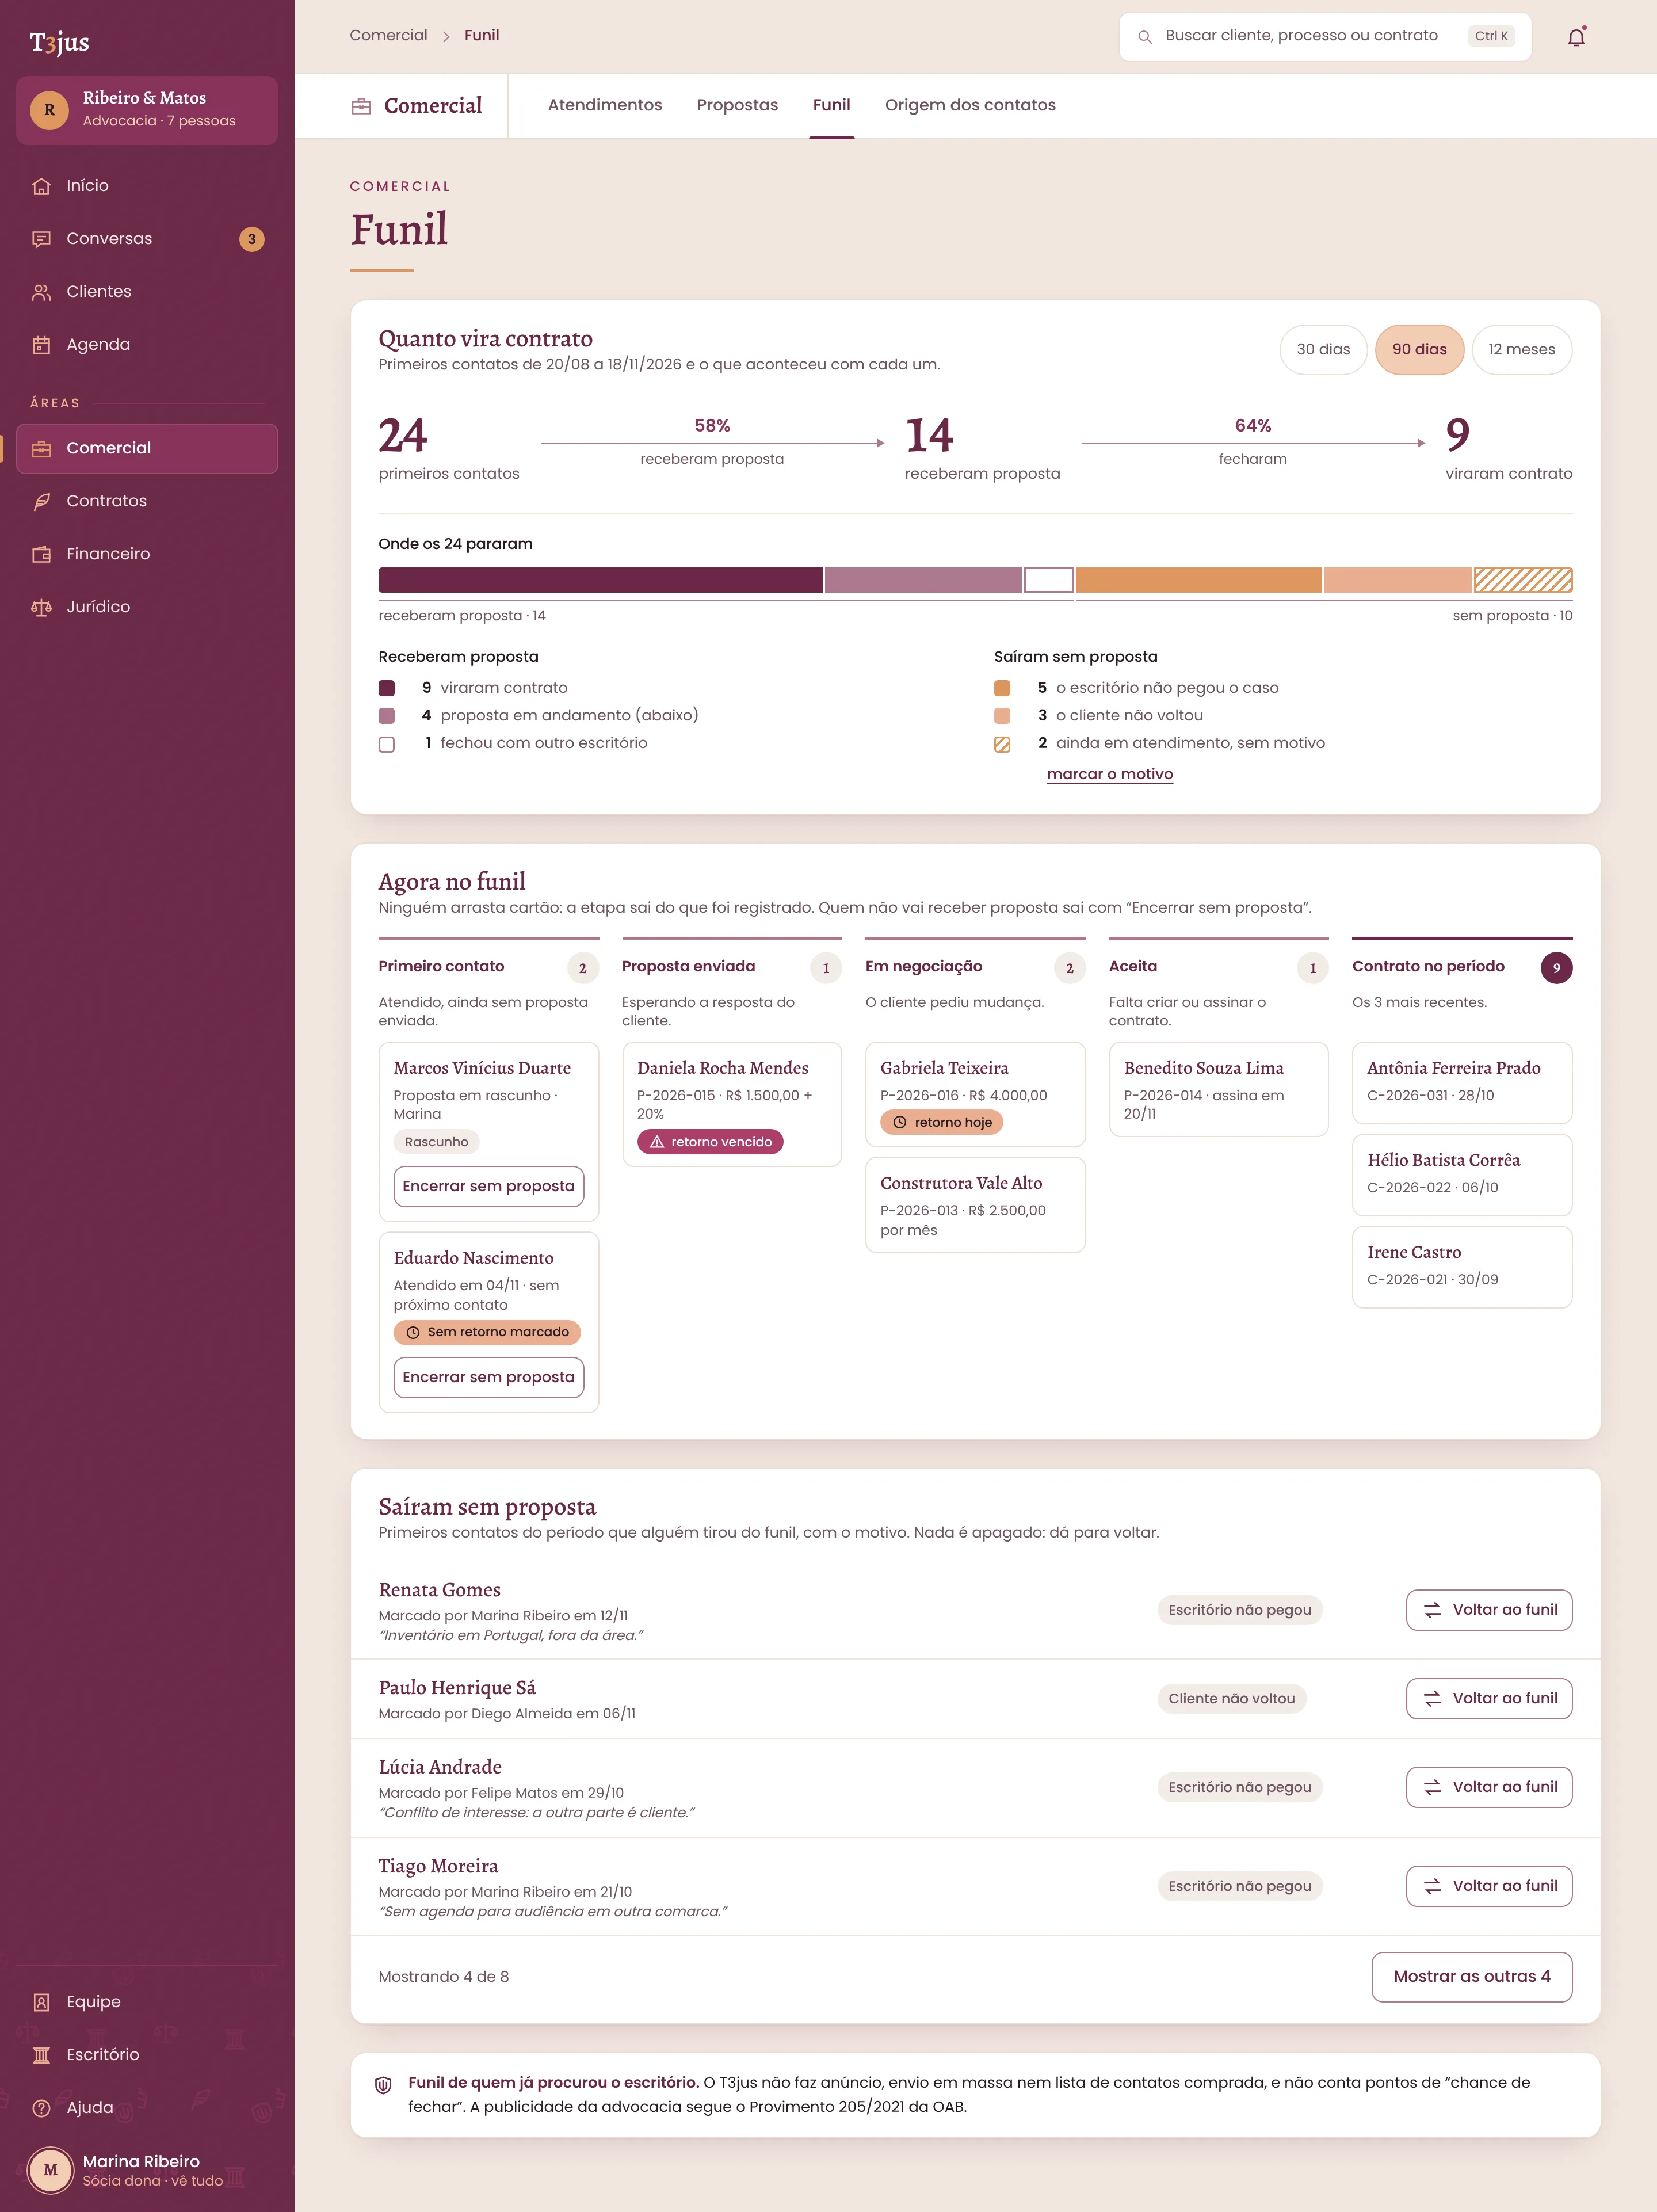 T3jus
R
Ribeiro & Matos
Advocacia · 7 pessoas
Início
Conversas
3
Clientes
Agenda
ÁREAS
Comercial
Contratos
Financeiro
Jurídico
Equipe
Escritório
Ajuda
M
Marina Ribeiro
Sócia dona · vê tudo
Comercial
Funil
Buscar cliente, processo ou contrato
Ctrl K
Comercial
Atendimentos
Propostas
Funil
Origem dos contatos
COMERCIAL
Funil
Quanto vira contrato
Primeiros contatos de 20/08 a 18/11/2026 e o que aconteceu com cada um.
30 dias
90 dias
12 meses
24
primeiros contatos
58%
receberam proposta
14
receberam proposta
64%
fecharam
9
viraram contrato
Onde os 24 pararam
receberam proposta · 14
sem proposta · 10
Receberam proposta
9 viraram contrato
4 proposta em andamento (abaixo)
1 fechou com outro escritório
Saíram sem proposta
5 o escritório não pegou o caso
3 o cliente não voltou
2 ainda em atendimento, sem motivo
marcar o motivo
Agora no funil
Ninguém arrasta cartão: a etapa sai do que foi registrado. Quem não vai receber proposta sai com “Encerrar sem proposta”.
Primeiro contato
2
Atendido, ainda sem proposta
enviada.
Marcos Vinícius Duarte
Proposta em rascunho ·
Marina
Rascunho
Encerrar sem proposta
Eduardo Nascimento
Atendido em 04/11 · sem
próximo contato
Sem retorno marcado
Encerrar sem proposta
Proposta enviada
1
Esperando a resposta do
cliente.
Daniela Rocha Mendes
P-2026-015 · R$ 1.500,00 +
20%
retorno vencido
Em negociação
2
O cliente pediu mudança.
Gabriela Teixeira
P-2026-016 · R$ 4.000,00
retorno hoje
Construtora Vale Alto
P-2026-013 · R$ 2.500,00
por mês
Aceita
1
Falta criar ou assinar o
contrato.
Benedito Souza Lima
P-2026-014 · assina em
20/11
Contrato no período
9
Os 3 mais recentes.
Antônia Ferreira Prado
C-2026-031 · 28/10
Hélio Batista Corrêa
C-2026-022 · 06/10
Irene Castro
C-2026-021 · 30/09
Saíram sem proposta
Primeiros contatos do período que alguém tirou do funil, com o motivo. Nada é apagado: dá para voltar.
Renata Gomes
Marcado por Marina Ribeiro em 12/11
“Inventário em Portugal, fora da área.”
Escritório não pegou
Voltar ao funil
Paulo Henrique Sá
Marcado por Diego Almeida em 06/11
Cliente não voltou
Voltar ao funil
Lúcia Andrade
Marcado por Felipe Matos em 29/10
“Conflito de interesse: a outra parte é cliente.”
Escritório não pegou
Voltar ao funil
Tiago Moreira
Marcado por Marina Ribeiro em 21/10
“Sem agenda para audiência em outra comarca.”
Escritório não pegou
Voltar ao funil
Mostrando 4 de 8
Mostrar as outras 4
Funil de quem já procurou o escritório. O T3jus não faz anúncio, envio em massa nem lista de contatos comprada, e não conta pontos de “chance de
fechar”. A publicidade da advocacia segue o Provimento 205/2021 da OAB.